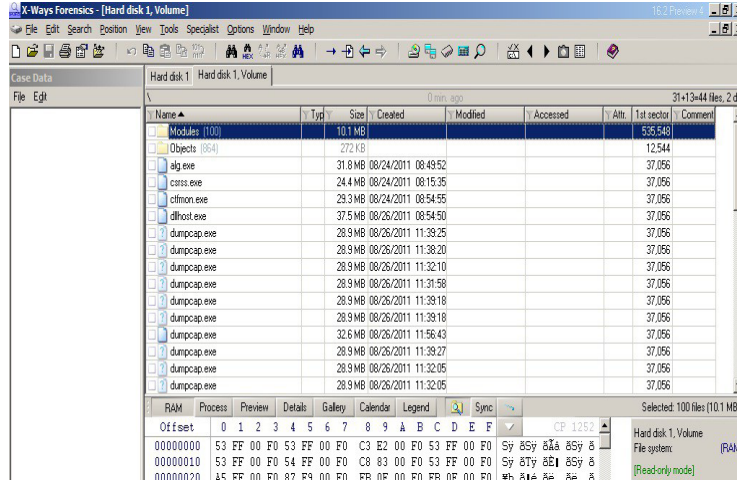 X-Ways Forensics - [Hard disk 1, Volume]
16.2 Preview 4
File Edit Search Position View Tools Specialist Options Window Help
Case Data
File Edit
Hard disk 1 Hard disk 1, Volume
\ 0 min. ago 31+13=44 files, 2 d
Name Typ Size Created Modified Accessed Attr. 1st sector Comment
Modules (100) 10.1 MB 535,548
Objects (864) 272 KB 12,544
alg.exe 31.8 MB 08/24/2011 08:49:52 37,056
csrss.exe 24.4 MB 08/24/2011 08:15:35 37,056
ctfmon.exe 29.3 MB 08/24/2011 08:54:55 37,056
dllhost.exe 37.5 MB 08/26/2011 08:54:50 37,056
dumpcap.exe 28.9 MB 08/26/2011 11:39:25 37,056
dumpcap.exe 28.9 MB 08/26/2011 11:38:20 37,056
dumpcap.exe 28.9 MB 08/26/2011 11:32:10 37,056
dumpcap.exe 28.9 MB 08/26/2011 11:31:58 37,056
dumpcap.exe 28.9 MB 08/26/2011 11:39:18 37,056
dumpcap.exe 28.9 MB 08/26/2011 11:39:18 37,056
dumpcap.exe 32.6 MB 08/26/2011 11:56:43 37,056
dumpcap.exe 28.9 MB 08/26/2011 11:39:27 37,056
dumpcap.exe 28.9 MB 08/26/2011 11:32:05 37,056
dumpcap.exe 28.9 MB 08/26/2011 11:32:05 37,056
RAM Process Preview Details Gallery Calendar Legend Sync Selected: 100 files (10.1 MB
Offset 0 1 2 3 4 5 6 7 8 9 A B C D E F CP 1252
00000000 53 FF 00 F0 53 FF 00 F0 C3 E2 00 F0 53 FF 00 F0 Sÿ ðSÿ ðÃâ ðSÿ ð
00000010 53 FF 00 F0 54 FF 00 F0 C8 83 00 F0 53 FF 00 F0
00000020 A5 FE 00 F0 87 E9 00 F0
Hard disk 1, Volume
File system: (RAM
[Read-only mode]